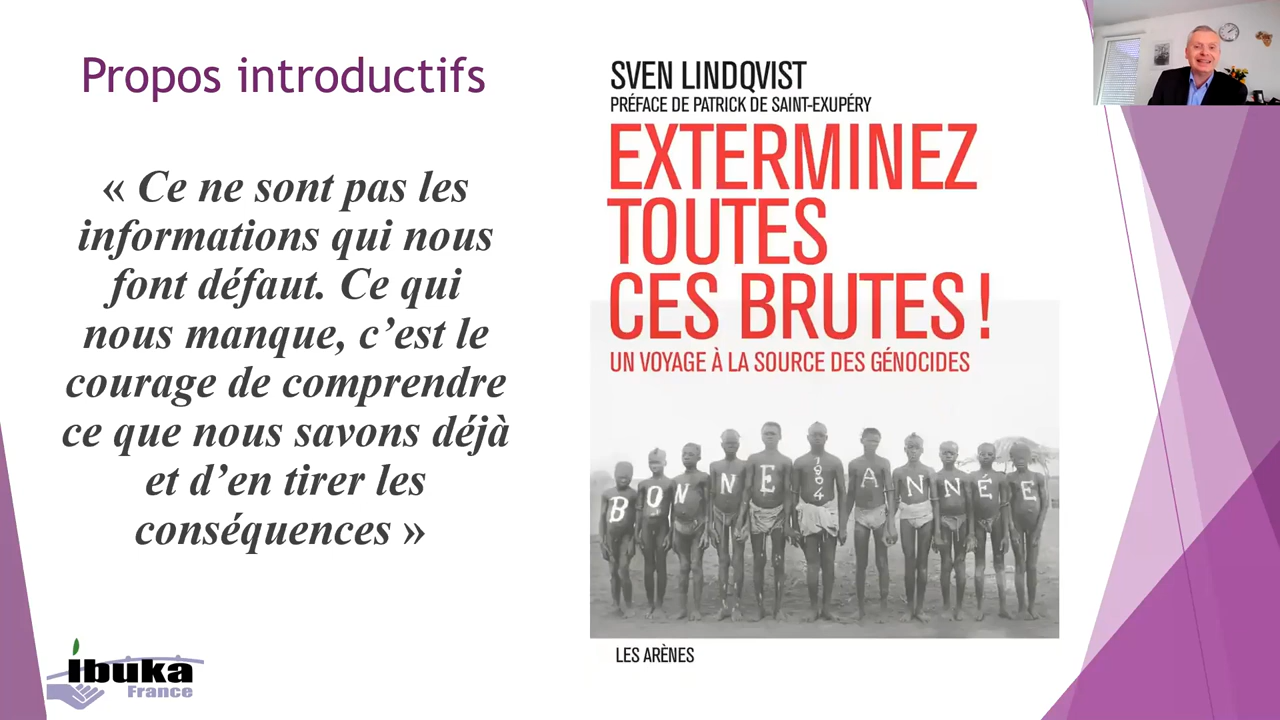 Propos introductifs
« Ce ne sont pas les
informations qui nous
font défaut. Ce qui
nous manque, c’est le
courage de comprendre
ce que nous savons déjà
et d’en tirer les
conséquences »
ibuka
France
SVEN LINDQVIST
PRÉFACE DE PATRICK DE SAINT-EXUPÉRY
EXTERMINEZ
TOUTES
CES BRUTES !
UN VOYAGE À LA SOURCE DES GÉNOCIDES
BONNE 1904 ANNÉE
LES ARÈNES